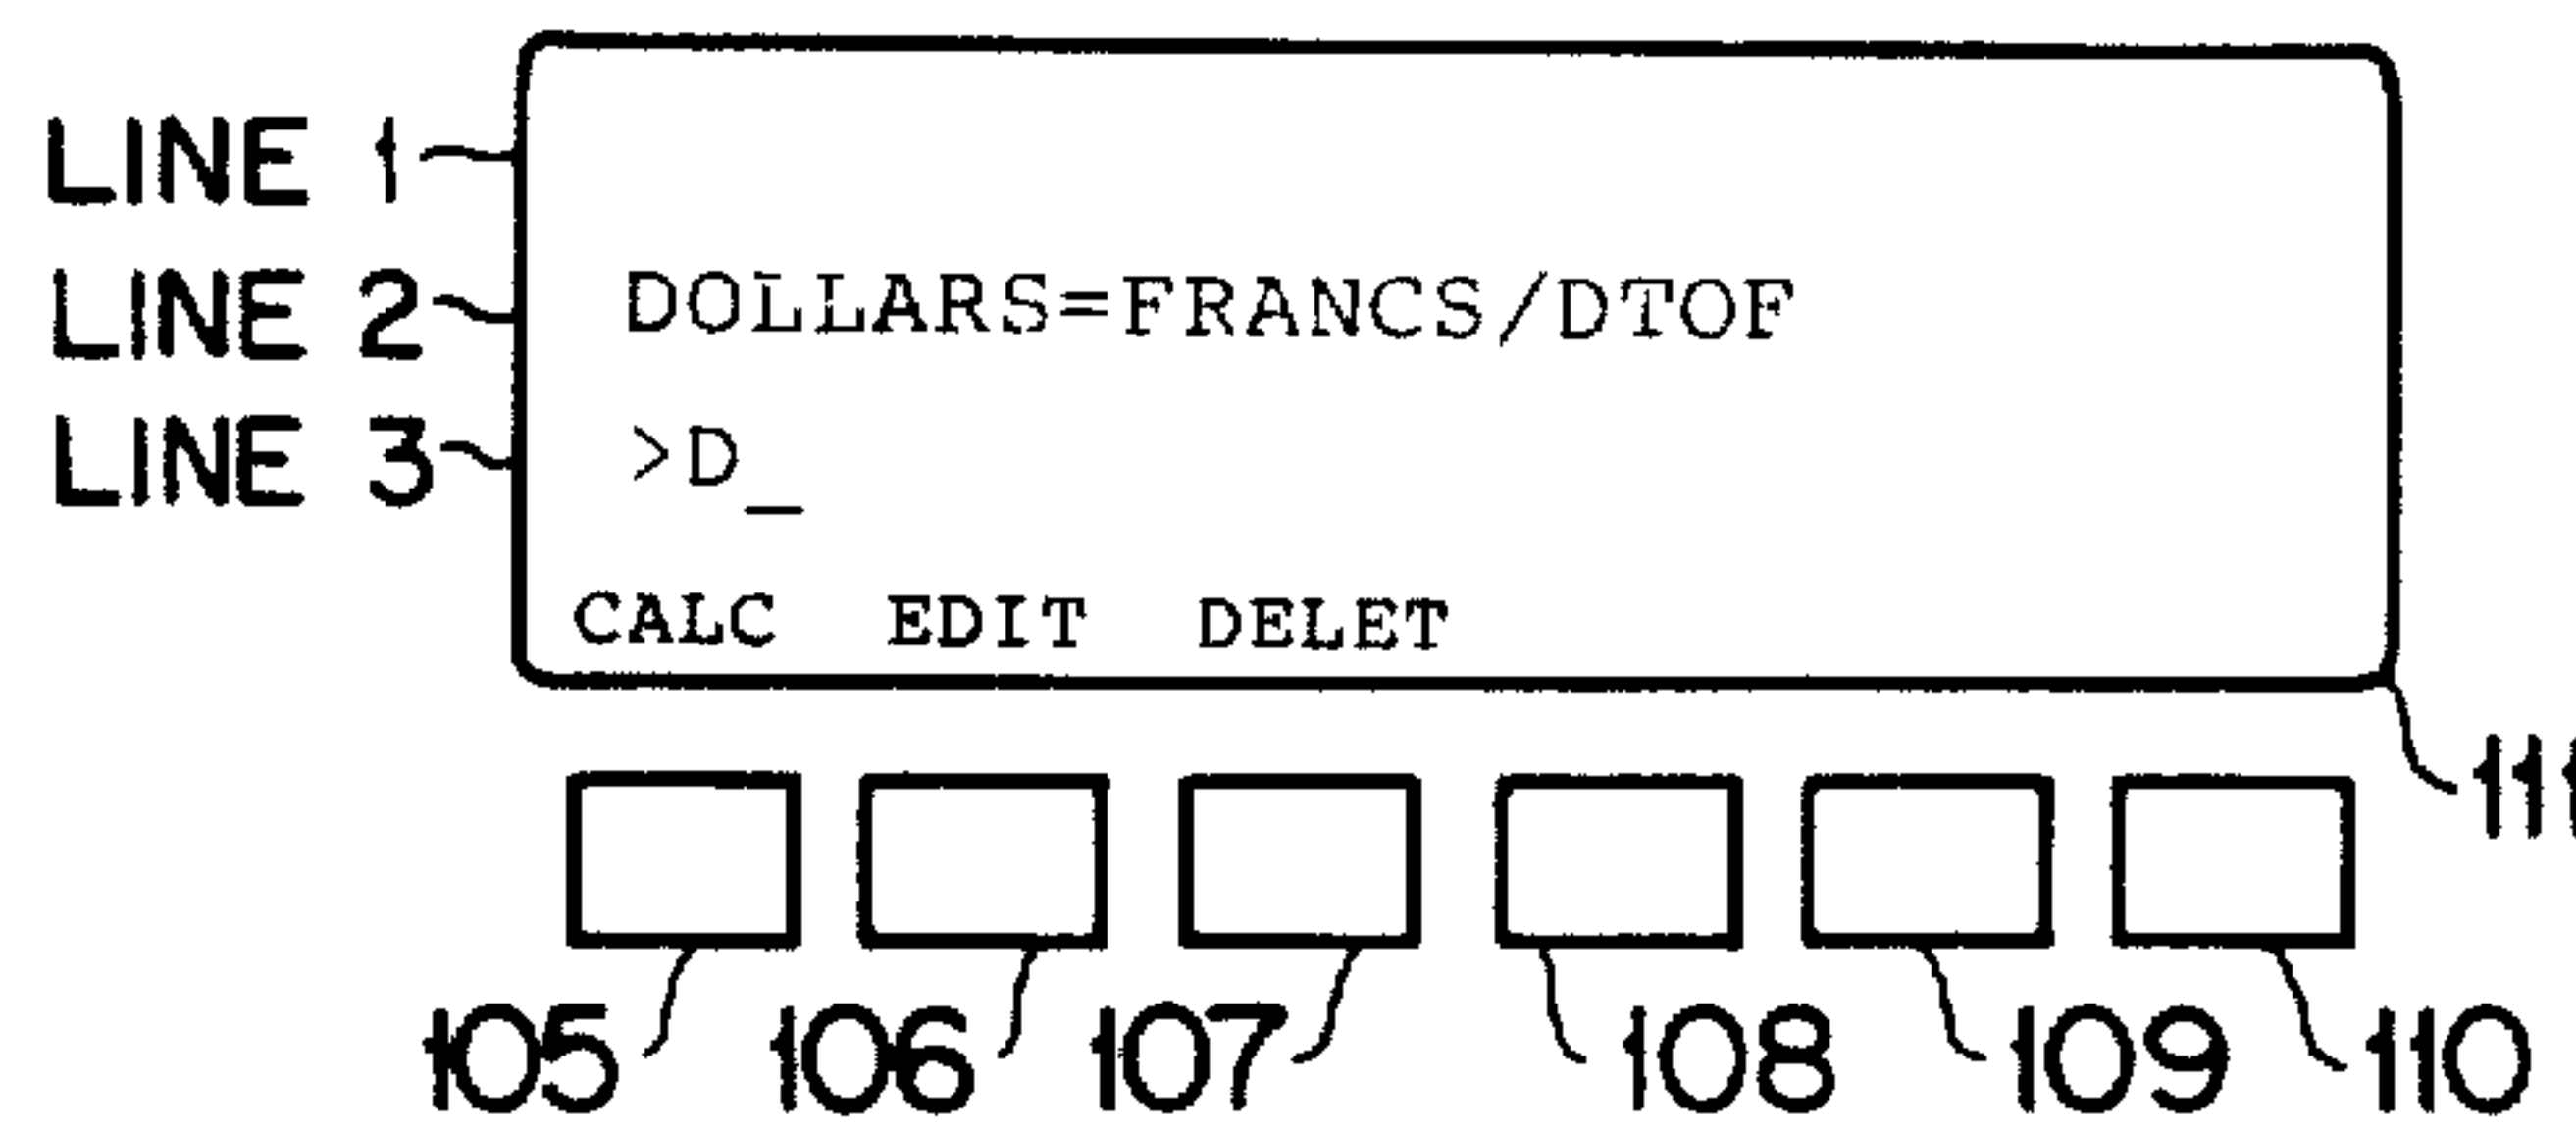 LINE 1
LINE 2 DOLLARS=FRANCS/DTOF
LINE 3 >D_
CALC EDIT DELET
111
105 106 107 108 109 110